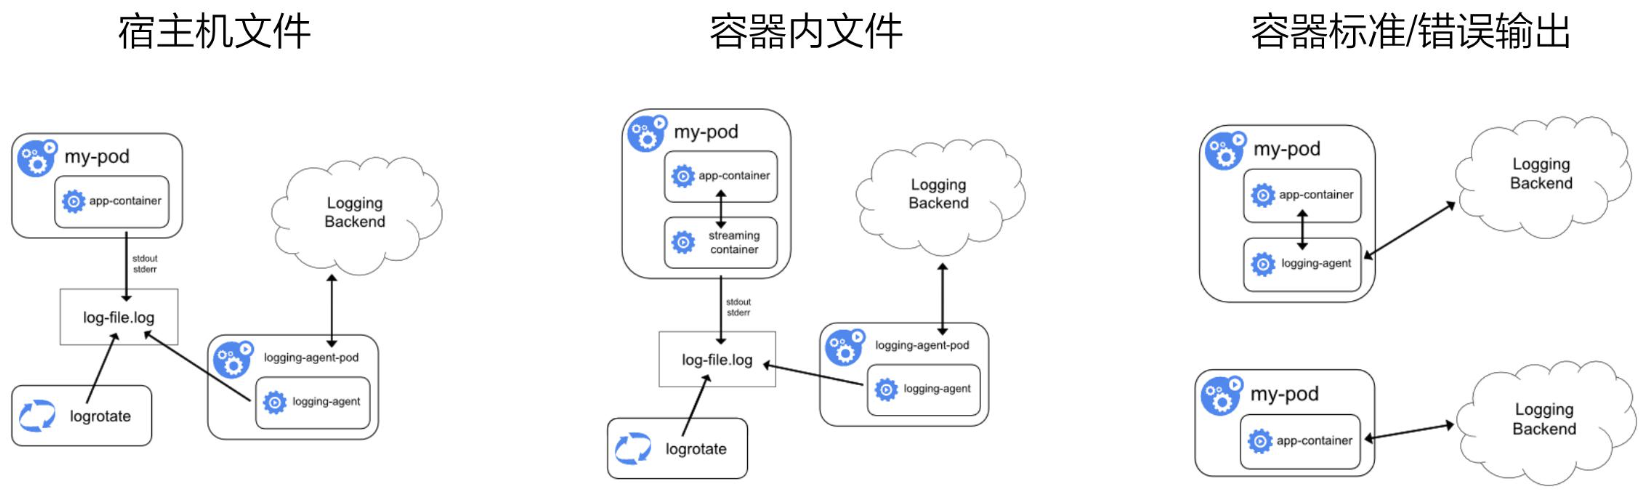 宿主机文件
my-pod
app-container
stdout
stderr
log-file.log
logrotate
Logging
Backend
logging-agent-pod
logging-agent
容器内文件
my-pod
app-container
streaming
container
stdout
stderr
log-file.log
logrotate
Logging
Backend
logging-agent-pod
logging-agent
容器标准/错误输出
my-pod
app-container
logging-agent
Logging
Backend
my-pod
app-container
Logging
Backend